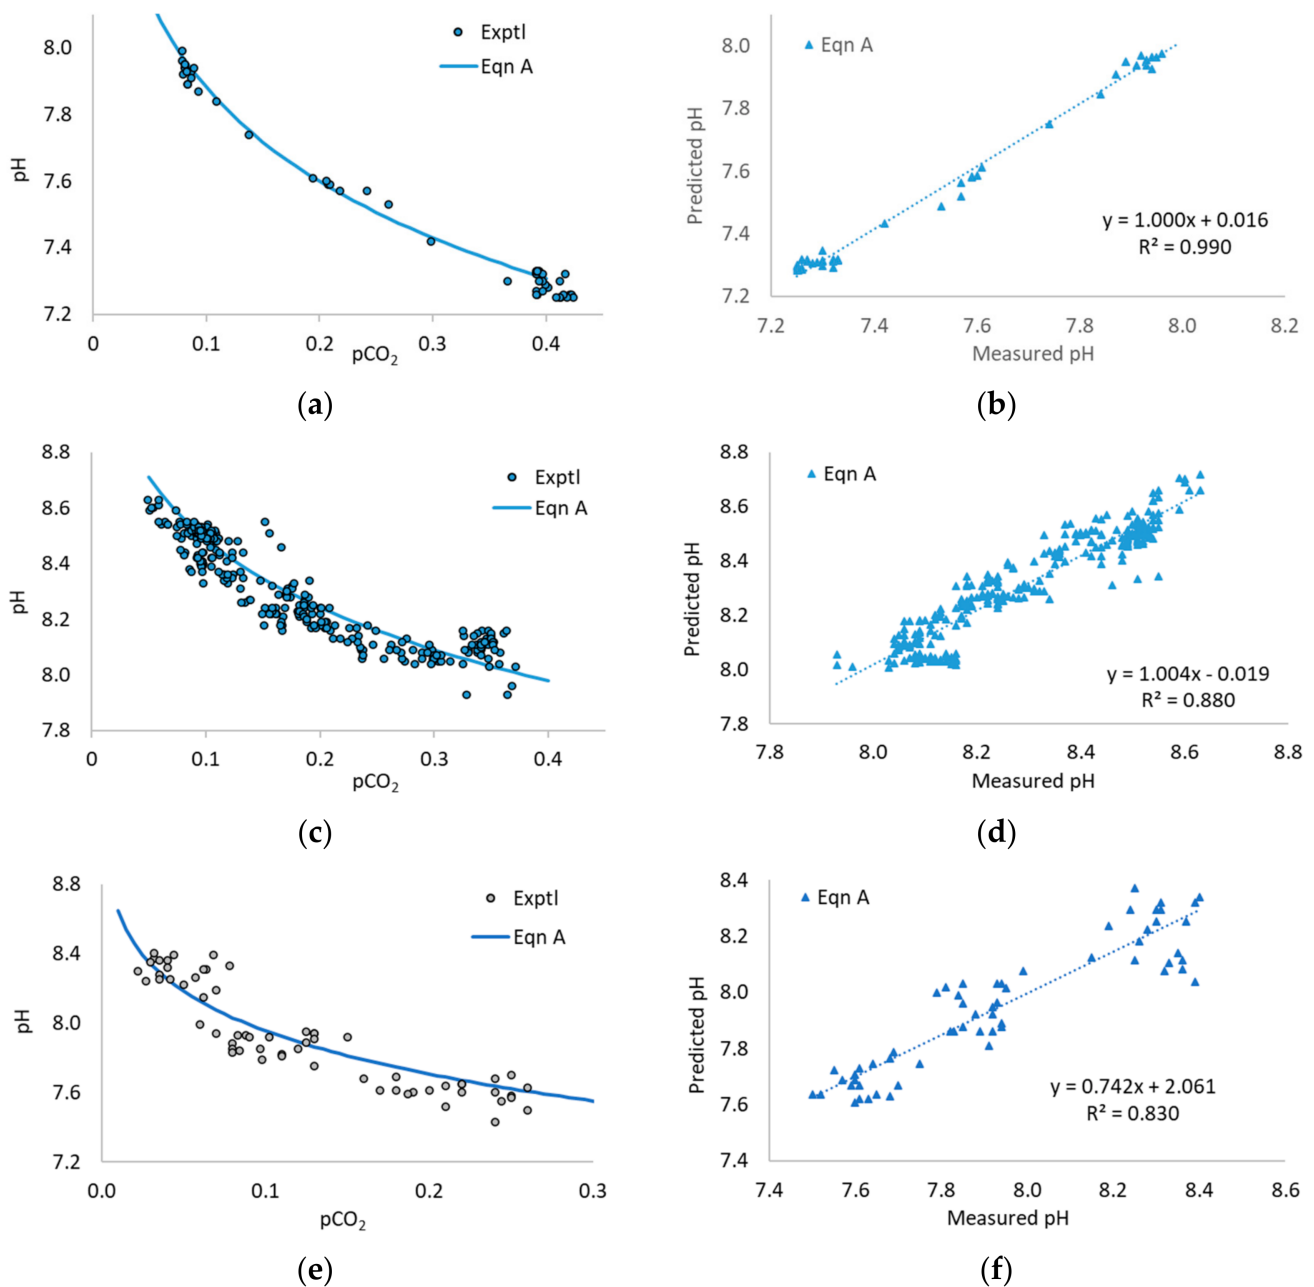 8.0
7.8
7.6
7.4
7.2
pH
0 0.1 0.2 0.3 0.4
pCO₂
Exptl
Eqn A
(a)
8.0
7.8
7.6
7.4
7.2
Predicted pH
Eqn A
y = 1.000x + 0.016
R² = 0.990
7.2 7.4 7.6 7.8 8.0 8.2
Measured pH
(b)
8.8
8.6
8.4
8.2
8.0
7.8
pH
Exptl
Eqn A
0 0.1 0.2 0.3 0.4
pCO₂
(c)
8.8
8.6
8.4
8.2
8.0
7.8
Predicted pH
Eqn A
y = 1.004x - 0.019
R² = 0.880
7.8 8.0 8.2 8.4 8.6 8.8
Measured pH
(d)
8.8
8.4
8.0
7.6
7.2
pH
Exptl
Eqn A
0.0 0.1 0.2 0.3
pCO₂
(e)
8.4
8.2
8.0
7.8
7.6
7.4
Predicted pH
Eqn A
y = 0.742x + 2.061
R² = 0.830
7.4 7.6 7.8 8.0 8.2 8.4 8.6
Measured pH
(f)